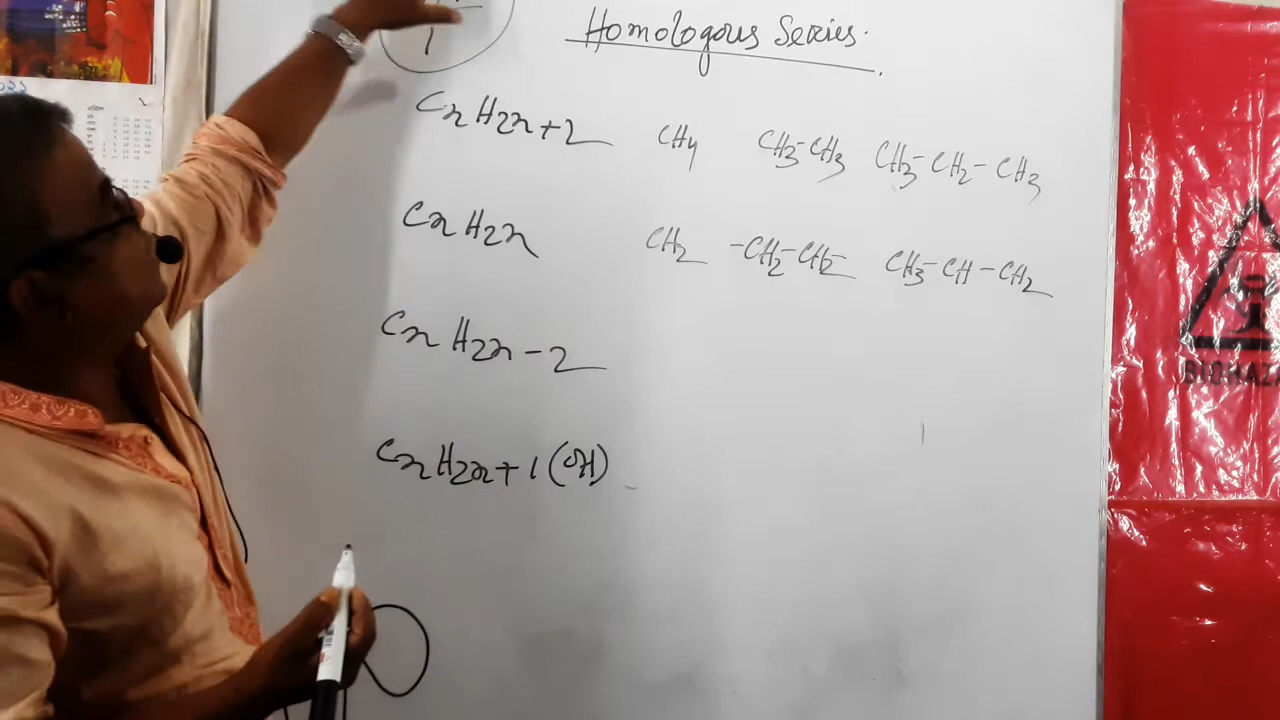 Homologous Series.
CnH2n+2 CH4 CH3-CH3 CH3-CH2-CH3
CnH2n CH2 -CH2-CH2- CH3-CH-CH2
CnH2n-2
CnH2n+1(OH)
BIOHAZA